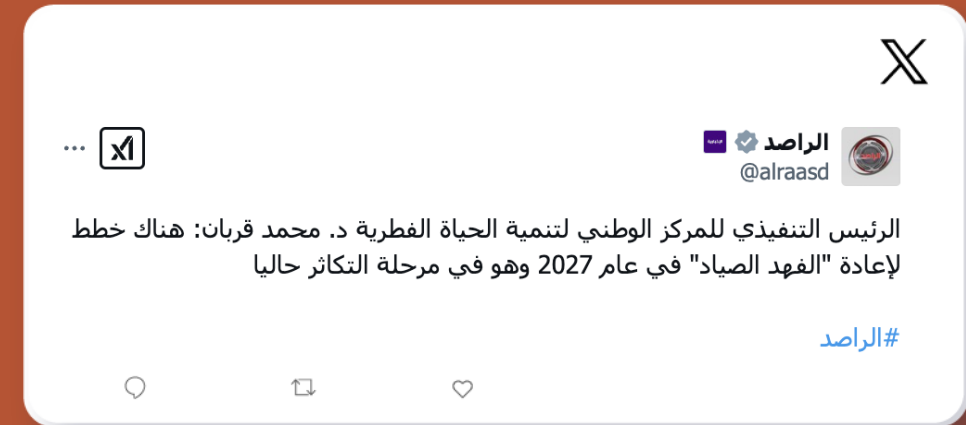 الراصد
@alraasd
الرئيس التنفيذي للمركز الوطني لتنمية الحياة الفطرية د. محمد قربان: هناك خطط
لإعادة "الفهد الصياد" في عام 2027 وهو في مرحلة التكاثر حاليا
#الراصد